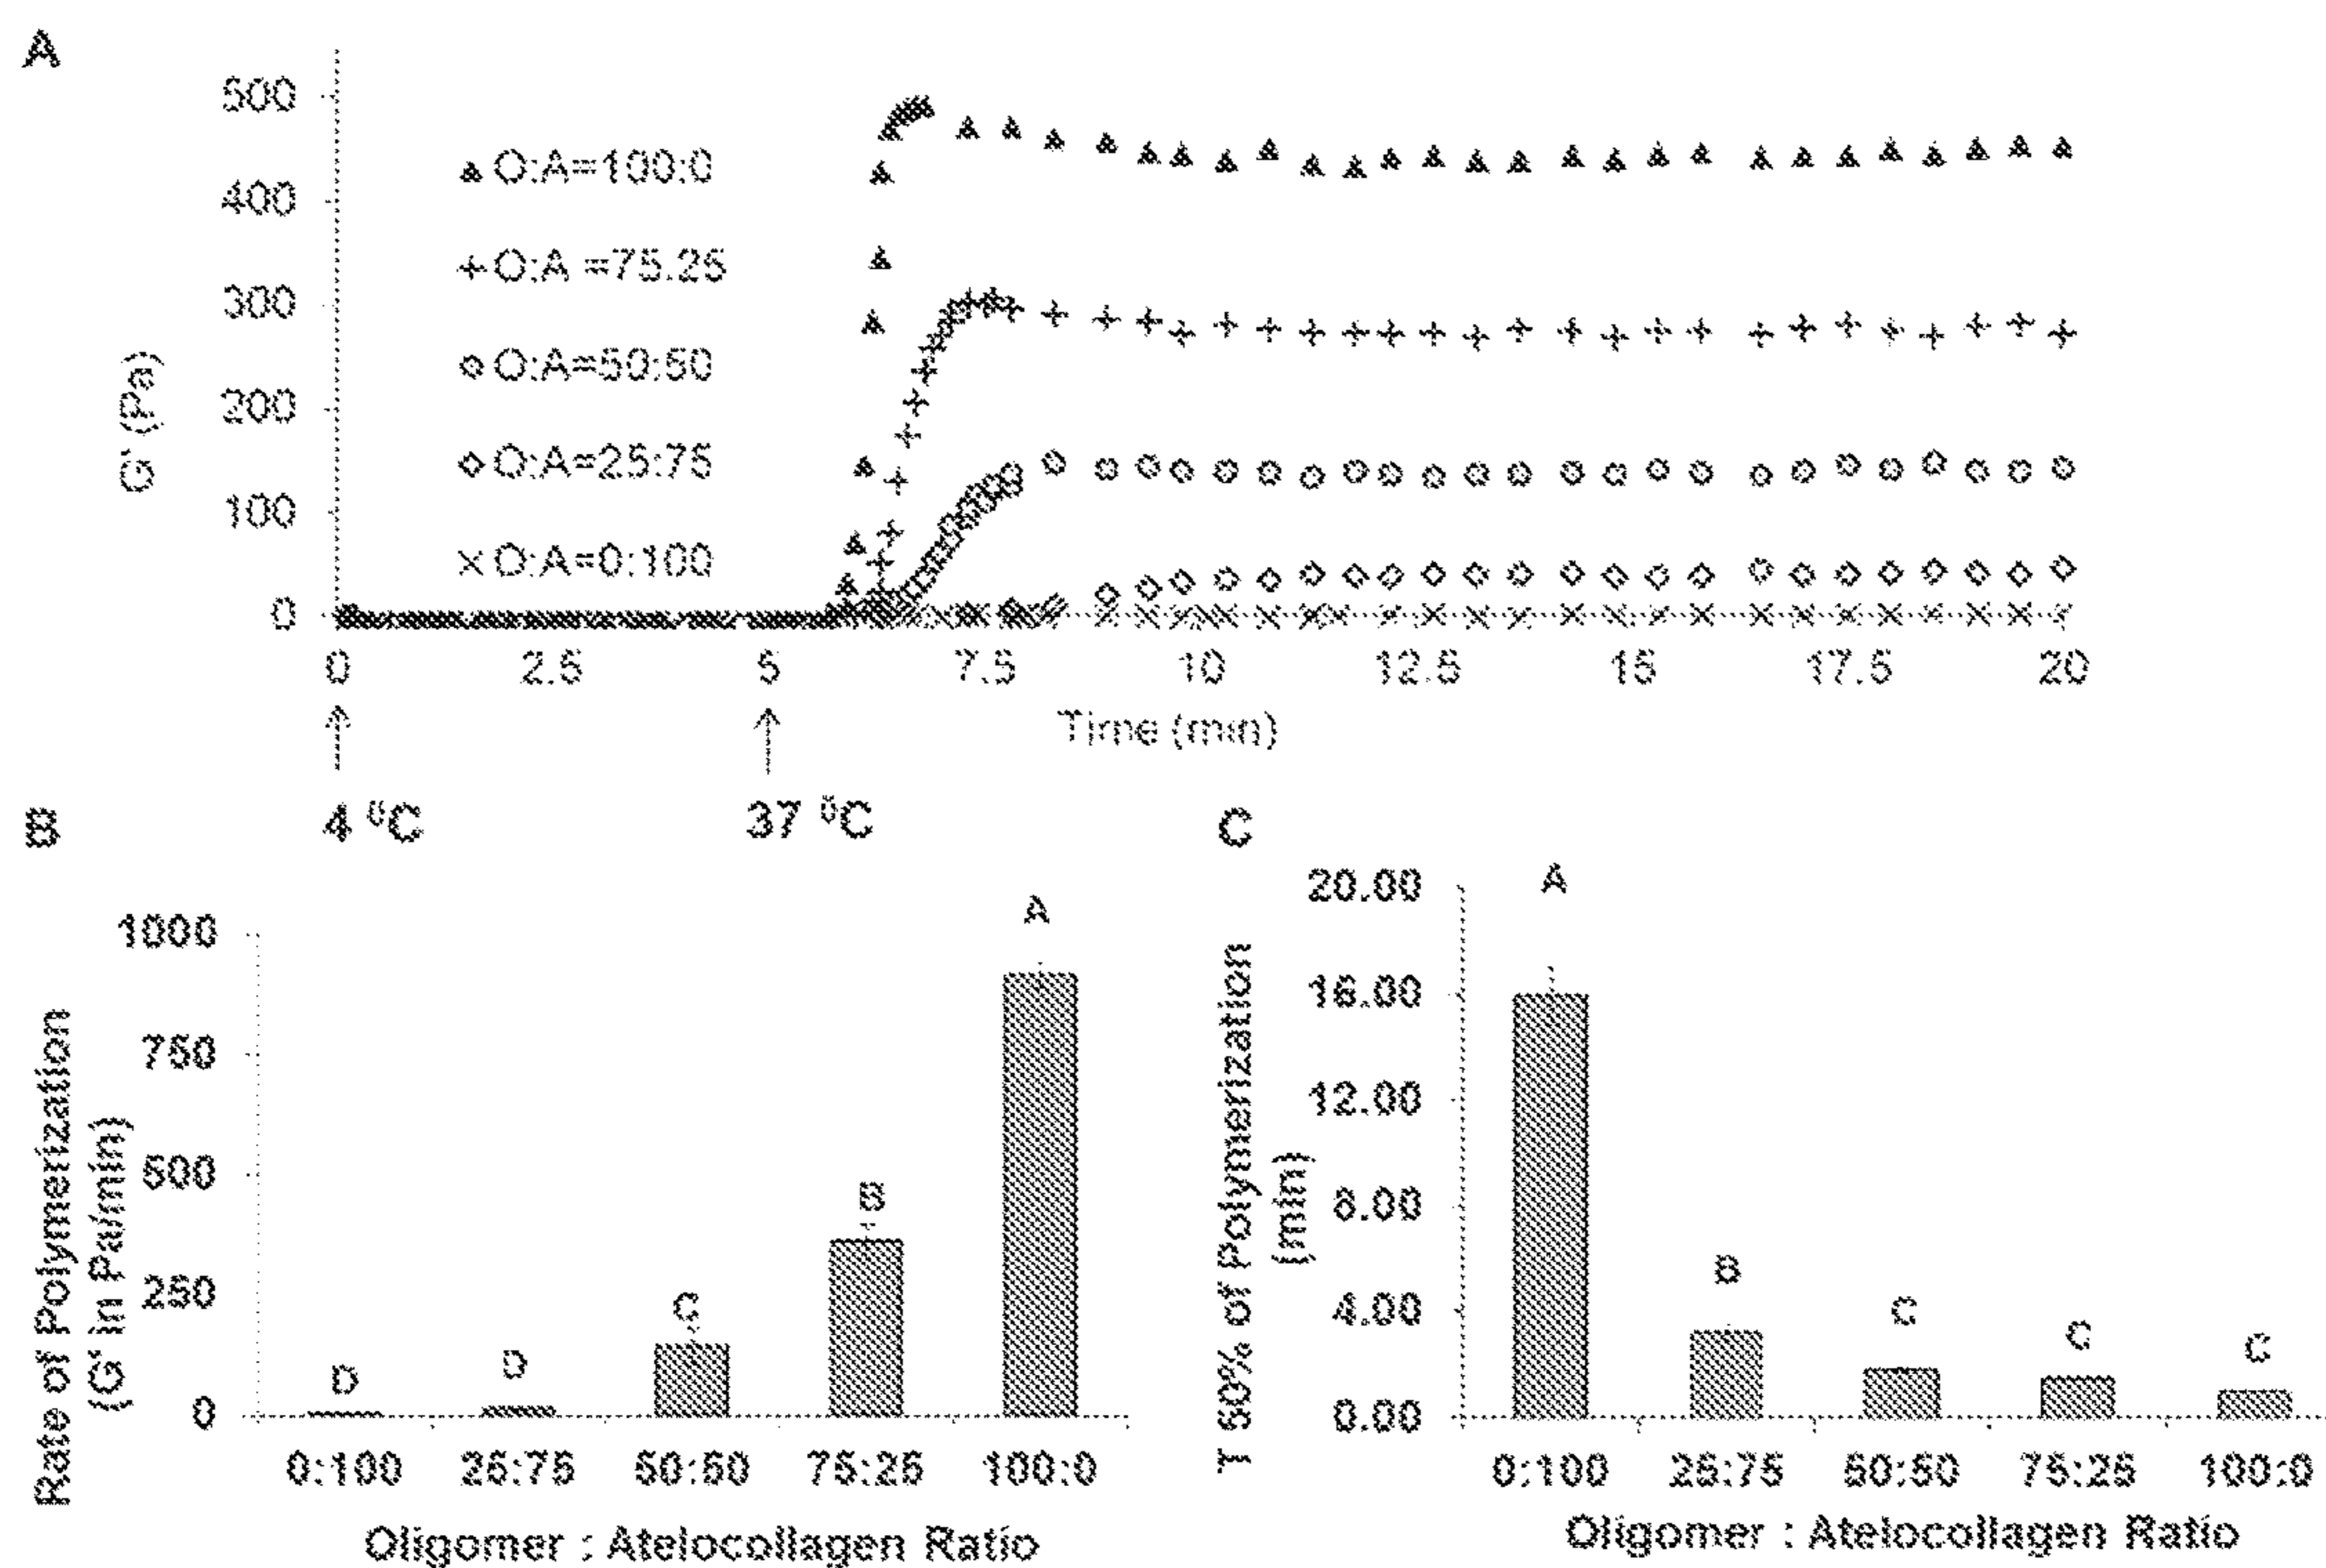 A
500
400
300
200
100
0
G' (Pa)
O:A=100:0
O:A =75.25
O:A=50:50
O:A=25:75
O:A=0:100
0 2.5 5 7.5 10 12.5 15 17.5 20
Time (min)
4 ⁰C 37 ⁰C
B
1000
750
500
250
0
Rate of Polymerization
(G' in Pa/min)
D D C B A
0:100 25:75 50:50 75:25 100:0
Oligomer : Atelocollagen Ratio
C
20.00
16.00
12.00
8.00
4.00
0.00
T 50% of Polymerization
(min)
A B C C C
0:100 25:75 50:50 75:25 100:0
Oligomer : Atelocollagen Ratio